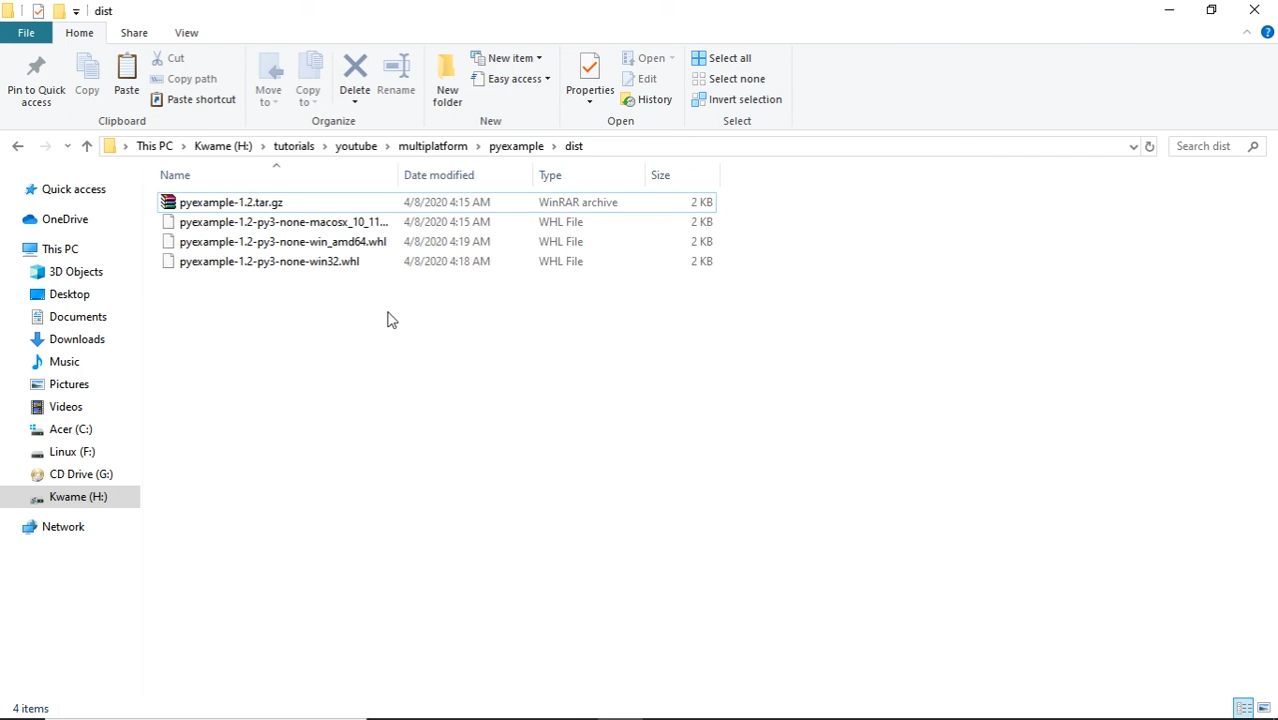 dist
File Home Share View
Pin to Quick access
Copy
Paste
Cut
Copy path
Paste shortcut
Clipboard
Move to
Copy to
Delete
Rename
Organize
New folder
New item
Easy access
New
Properties
Open
Edit
History
Open
Select all
Select none
Invert selection
Select
This PC > Kwame (H:) > tutorials > youtube > multiplatform > pyexample > dist
Search dist
Name Date modified Type Size
pyexample-1.2.tar.gz 4/8/2020 4:15 AM WinRAR archive 2 KB
pyexample-1.2-py3-none-macosx_10_11... 4/8/2020 4:15 AM WHL File 2 KB
pyexample-1.2-py3-none-win_amd64.whl 4/8/2020 4:19 AM WHL File 2 KB
pyexample-1.2-py3-none-win32.whl 4/8/2020 4:18 AM WHL File 2 KB
Quick access
OneDrive
This PC
3D Objects
Desktop
Documents
Downloads
Music
Pictures
Videos
Acer (C:)
Linux (F:)
CD Drive (G:)
Kwame (H:)
Network
4 items